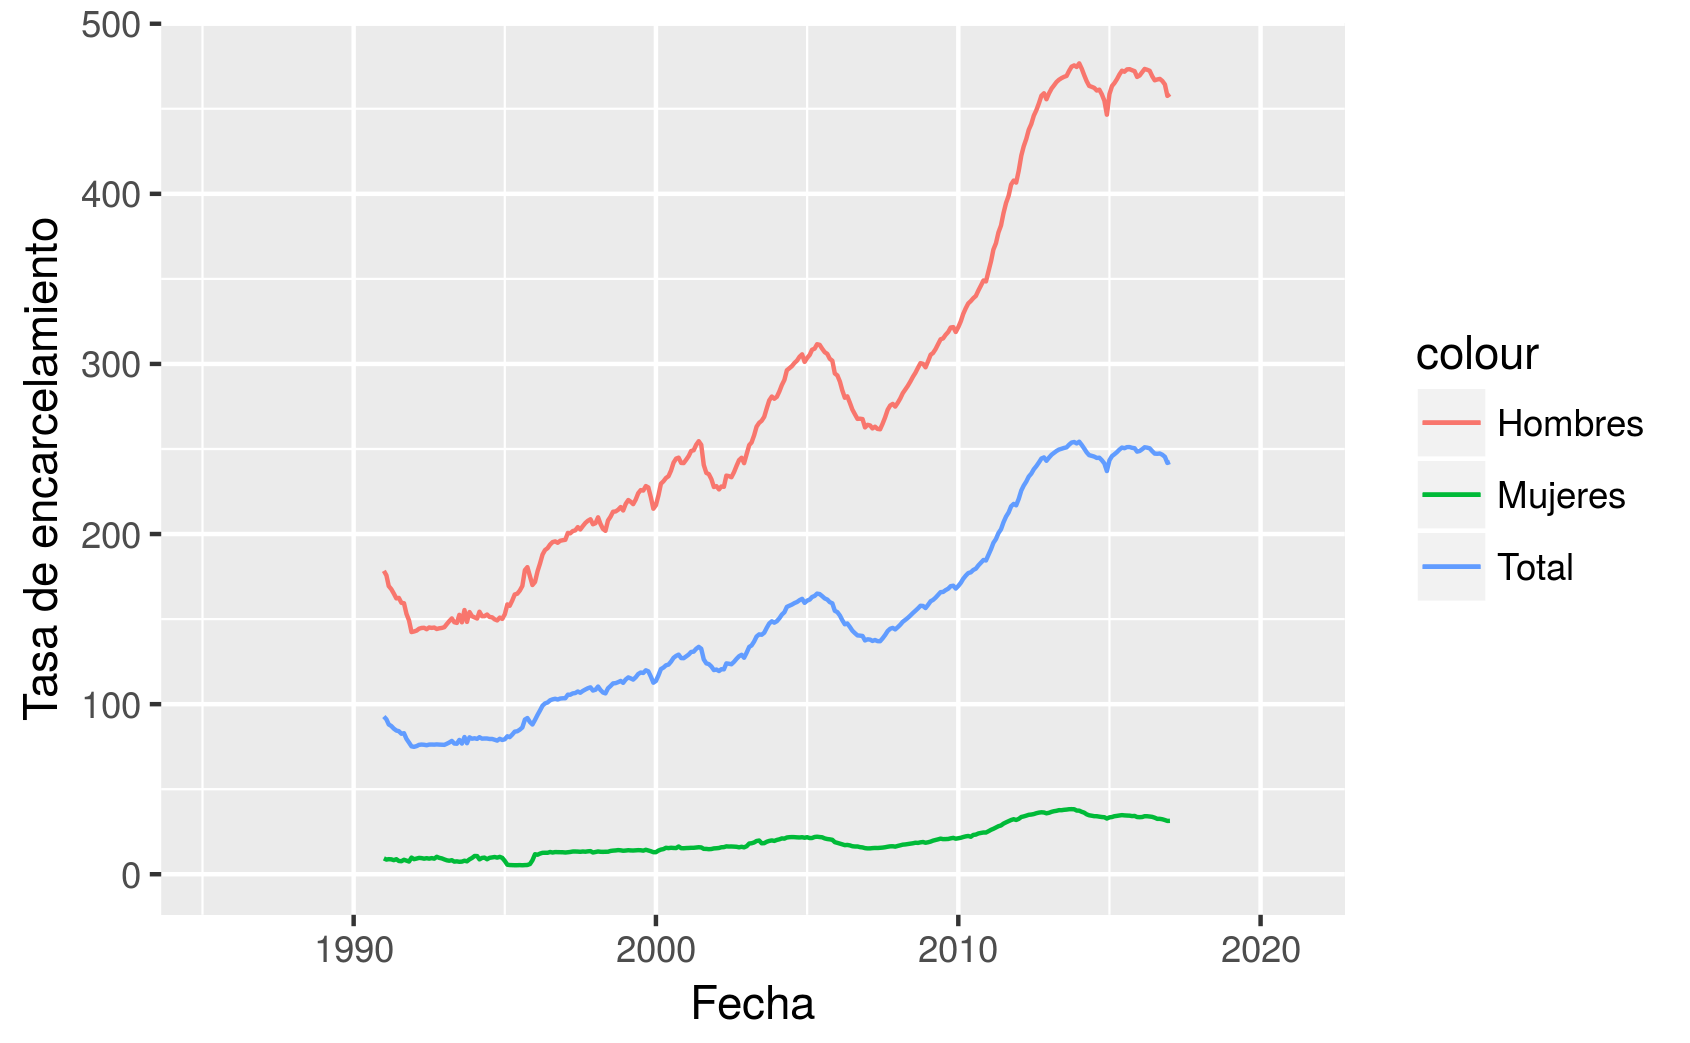 Tasa de encarcelamiento
500
400
300
200
100
0
1990 2000 2010 2020
Fecha
colour
Hombres
Mujeres
Total